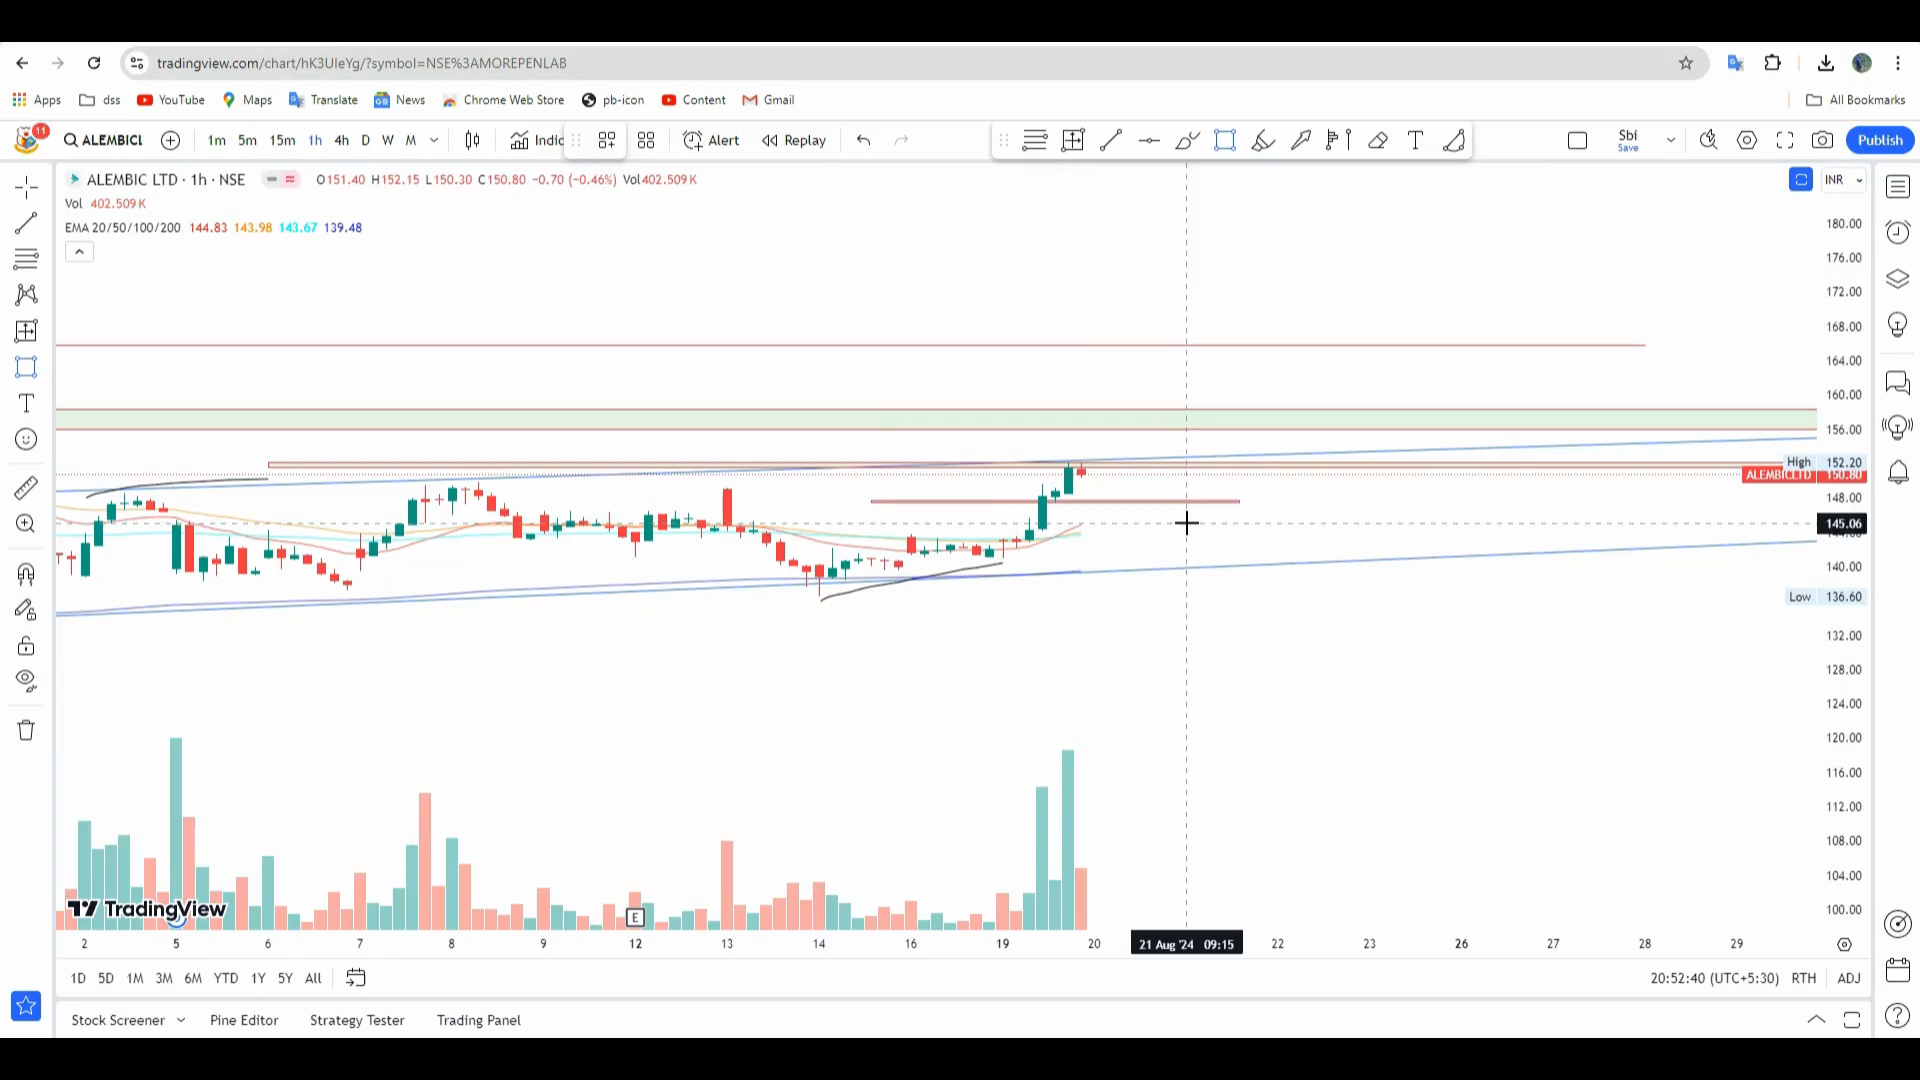 tradingview.com/chart/hK3UIeYg/?symbol=NSE%3AMOREPENLAB
Apps dss YouTube Maps Translate News Chrome Web Store pb-icon Content Gmail All Bookmarks
11 ALEMBICL 1m 5m 15m 1h 4h D W M Indic Alert Replay T Sbi Save Publish
ALEMBIC LTD · 1h · NSE O151.40 H152.15 L150.30 C150.80 −0.70 (−0.46%) Vol402.509 K INR
Vol 402.509 K
EMA 20/50/100/200 144.83 143.98 143.67 139.48
180.00
176.00
172.00
168.00
164.00
160.00
156.00
High 152.20
ALEMBICLTD 150.80
148.00
145.06
140.00
Low 136.60
132.00
128.00
124.00
120.00
116.00
112.00
108.00
104.00
100.00
TradingView
E
2 5 6 7 8 9 12 13 14 16 19 20 21 Aug '24 09:15 22 23 26 27 28 29
1D 5D 1M 3M 6M YTD 1Y 5Y All 20:52:40 (UTC+5:30) RTH ADJ
Stock Screener Pine Editor Strategy Tester Trading Panel